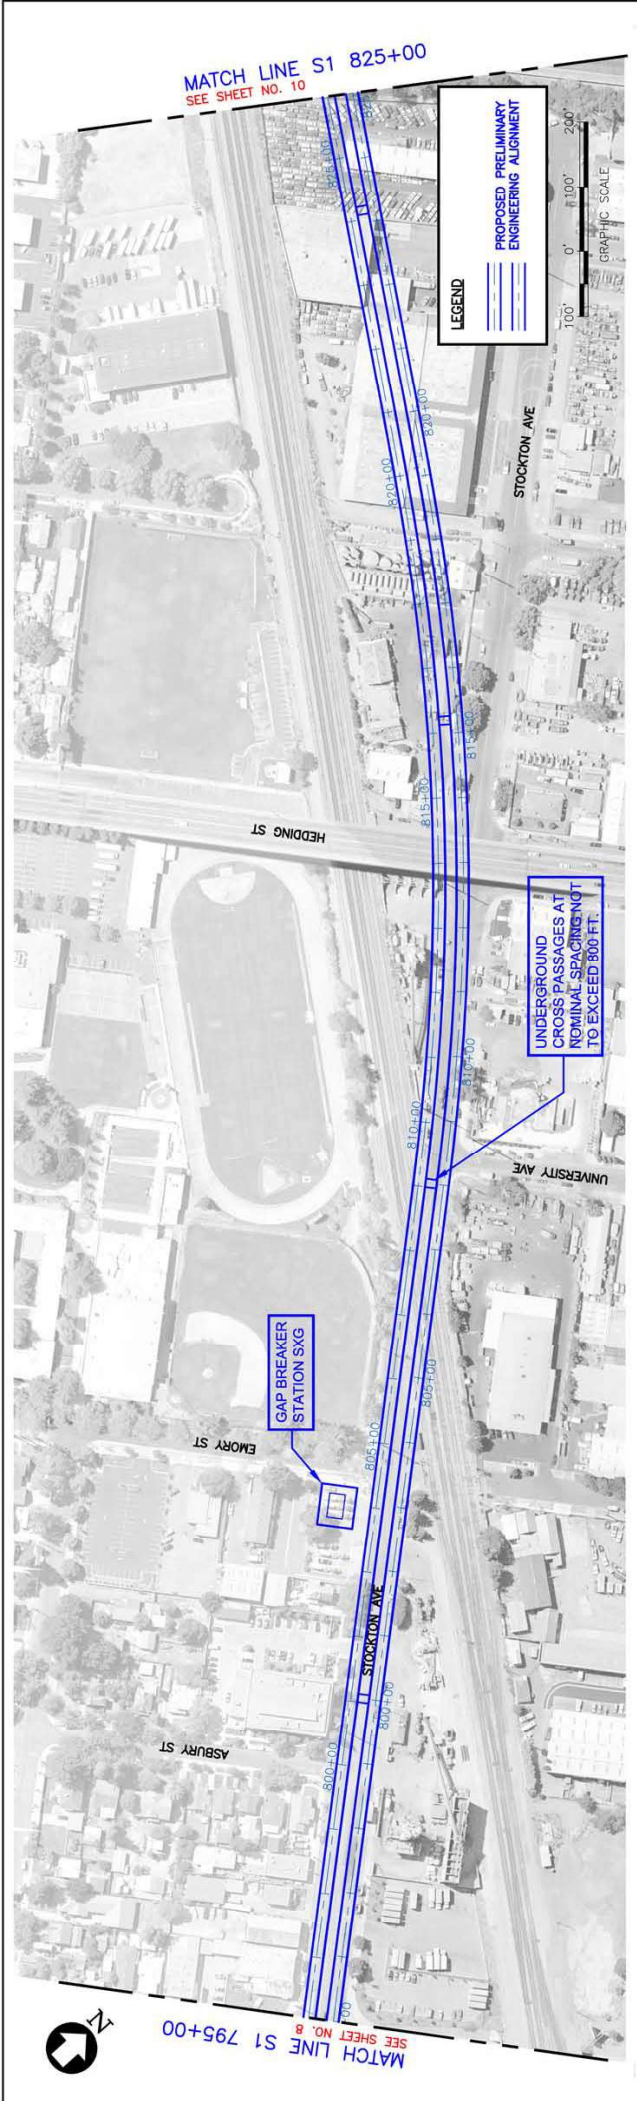 MATCH LINE S1 825+00
SEE SHEET NO. 10
LEGEND
PROPOSED PRELIMINARY
ENGINEERING ALIGNMENT
100' 0' 100' 200'
GRAPHIC SCALE
825+00
820+00
820+00
STOCKTON AVE
815+00
815+00
HEDDING ST
UNDERGROUND
CROSS PASSAGES AT
NOMINAL SPACING NOT
TO EXCEED 800 FT.
810+00
810+00
UNIVERSITY AVE
GAP BREAKER
STATION SXG
EMORY ST
805+00
805+00
STOCKTON AVE
800+00
800+00
ASBURY ST
N
MATCH LINE S1 795+00
SEE SHEET NO. 8